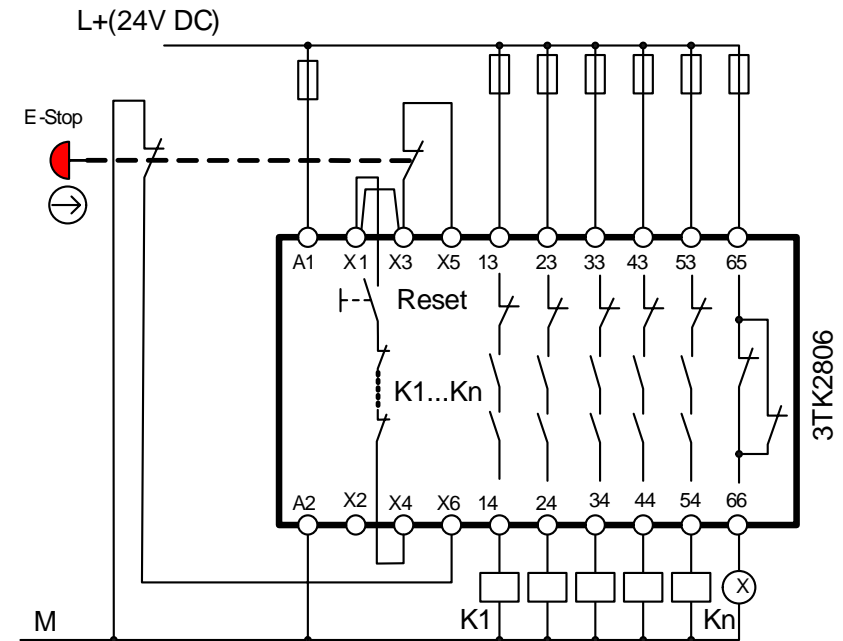 L+(24V DC)
E-Stop
A1 X1 X3 X5 13 23 33 43 53 65
Reset
K1...Kn
3TK2806
A2 X2 X4 X6 14 24 34 44 54 66
X
K1 Kn
M